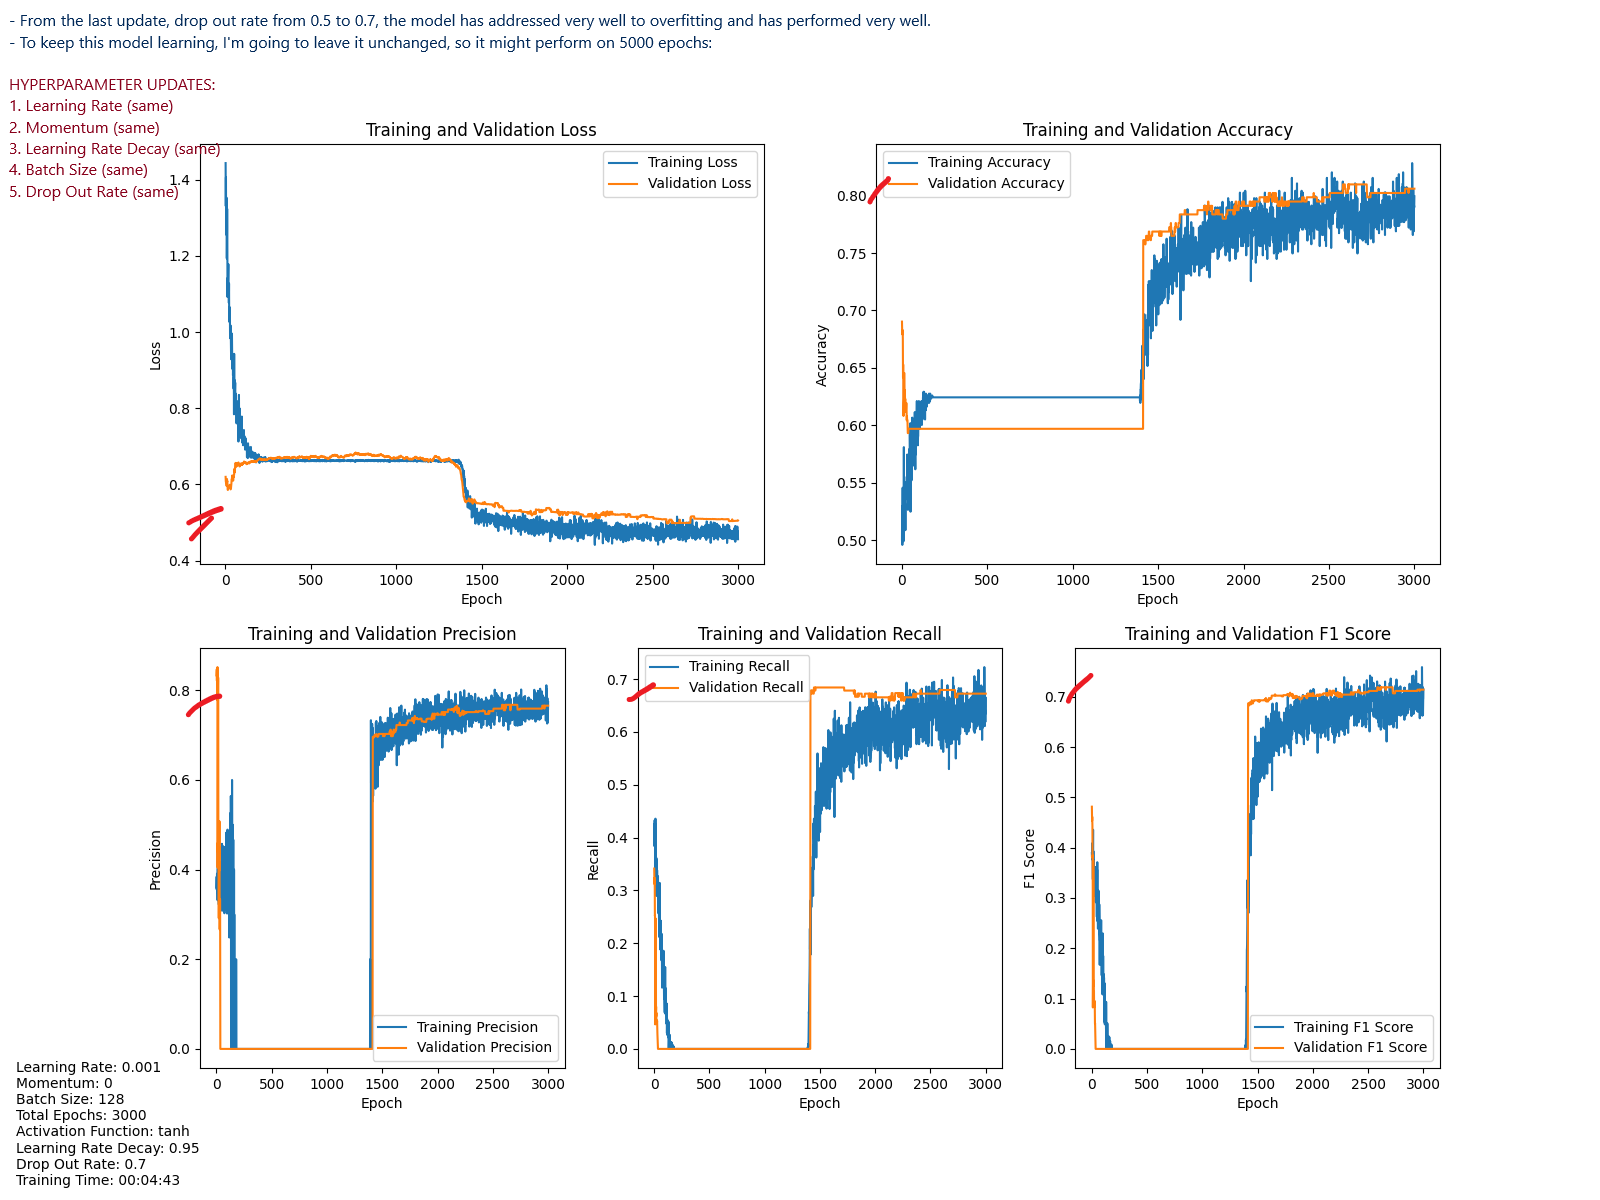 - From the last update, drop out rate from 0.5 to 0.7, the model has addressed very well to overfitting and has performed very well.
- To keep this model learning, I'm going to leave it unchanged, so it might perform on 5000 epochs:
HYPERPARAMETER UPDATES:
1. Learning Rate (same)
2. Momentum (same)
3. Learning Rate Decay (same)
4. Batch Size (same)
5. Drop Out Rate (same)
Training and Validation Loss
Training Loss
Validation Loss
1.4
1.2
1.0
0.8
0.6
0.4
Loss
0 500 1000 1500 2000 2500 3000
Epoch
Training and Validation Accuracy
Training Accuracy
Validation Accuracy
0.80
0.75
0.70
0.65
0.60
0.55
0.50
Accuracy
0 500 1000 1500 2000 2500 3000
Epoch
Training and Validation Precision
0.8
0.6
0.4
0.2
0.0
Precision
Training Precision
Validation Precision
0 500 1000 1500 2000 2500 3000
Epoch
Training and Validation Recall
Training Recall
Validation Recall
0.7
0.6
0.5
0.4
0.3
0.2
0.1
0.0
Recall
0 500 1000 1500 2000 2500 3000
Epoch
Training and Validation F1 Score
0.7
0.6
0.5
0.4
0.3
0.2
0.1
0.0
F1 Score
Training F1 Score
Validation F1 Score
0 500 1000 1500 2000 2500 3000
Epoch
Learning Rate: 0.001
Momentum: 0
Batch Size: 128
Total Epochs: 3000
Activation Function: tanh
Learning Rate Decay: 0.95
Drop Out Rate: 0.7
Training Time: 00:04:43